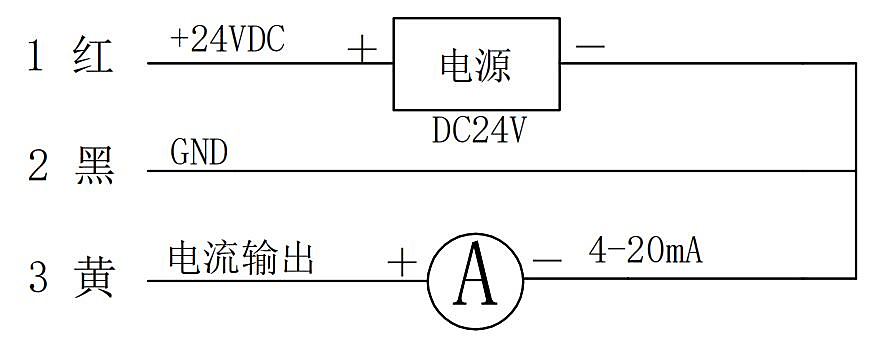 1 红 +24VDC + 电源 −
DC24V
2 黑 GND
3 黄 电流输出 + A − 4-20mA